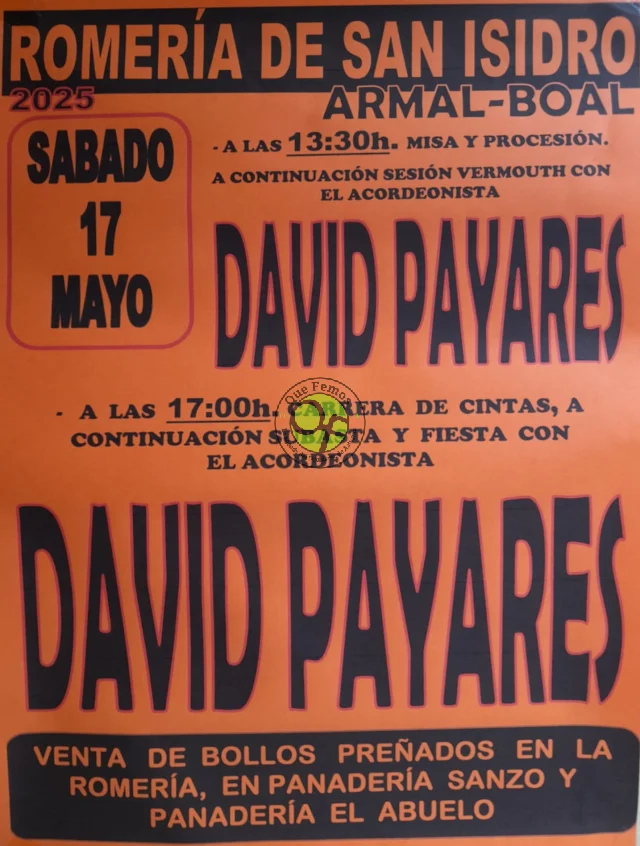 ROMERÍA DE SAN ISIDRO
2025
ARMAL-BOAL
SABADO
17
MAYO
- A LAS 13:30h. MISA Y PROCESIÓN.
A CONTINUACIÓN SESIÓN VERMOUTH CON
EL ACORDEONISTA
DAVID PAYARES
- A LAS 17:00h. CARRERA DE CINTAS, A
CONTINUACIÓN SUBASTA Y FIESTA CON
EL ACORDEONISTA
Que Femos
DAVID PAYARES
VENTA DE BOLLOS PREÑADOS EN LA
ROMERÍA, EN PANADERÍA SANZO Y
PANADERÍA EL ABUELO